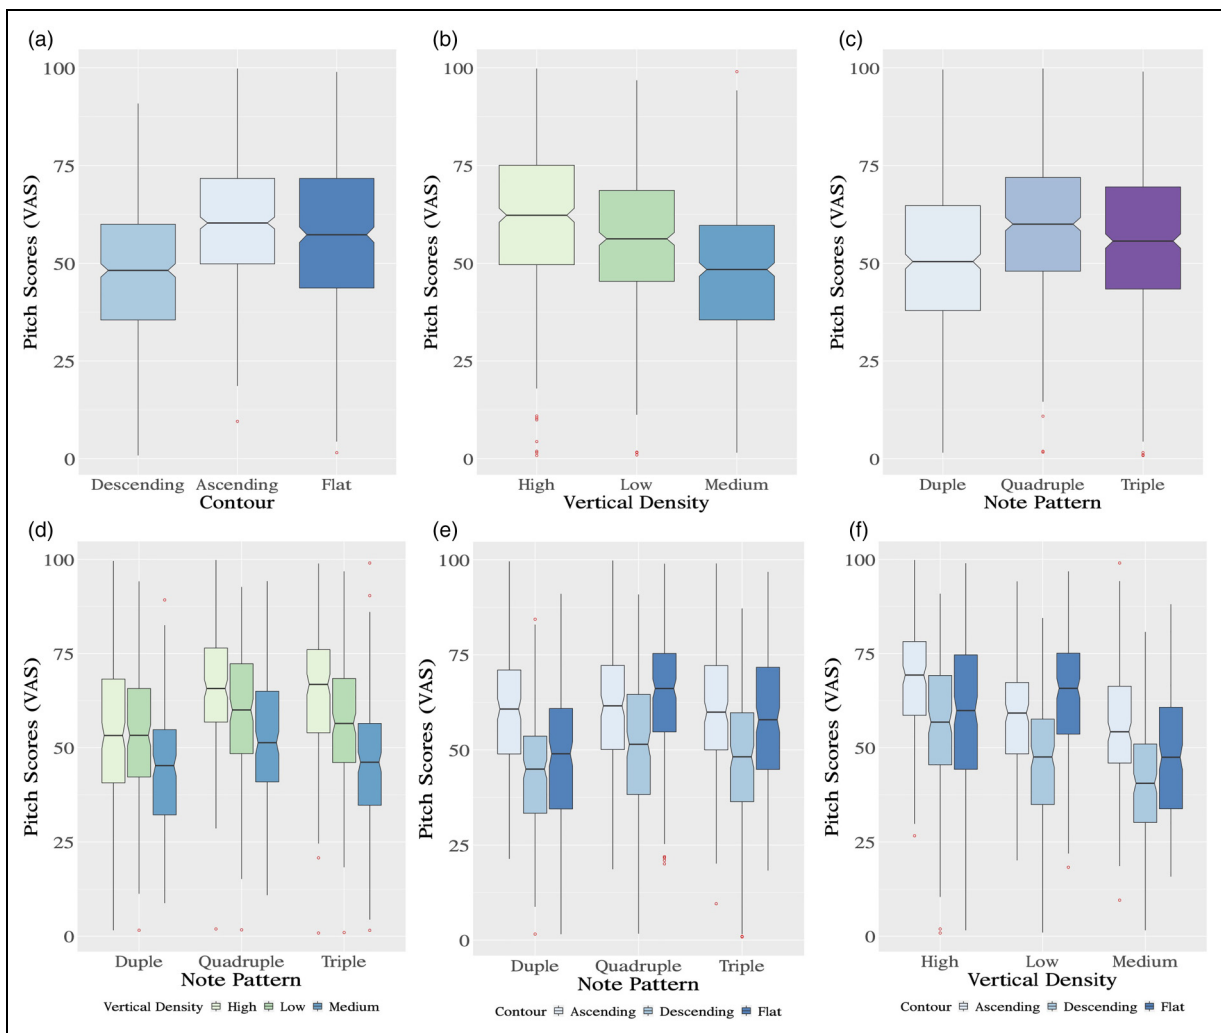 (a)
Pitch Scores (VAS)
100
75
50
25
0
Descending Ascending Flat
Contour
(b)
Pitch Scores (VAS)
100
75
50
25
0
High Low Medium
Vertical Density
(c)
Pitch Scores (VAS)
100
75
50
25
0
Duple Quadruple Triple
Note Pattern
(d)
Pitch Scores (VAS)
100
75
50
25
0
Duple Quadruple Triple
Note Pattern
Vertical Density High Low Medium
(e)
Pitch Scores (VAS)
100
75
50
25
0
Duple Quadruple Triple
Note Pattern
Contour Ascending Descending Flat
(f)
Pitch Scores (VAS)
100
75
50
25
0
High Low Medium
Vertical Density
Contour Ascending Descending Flat